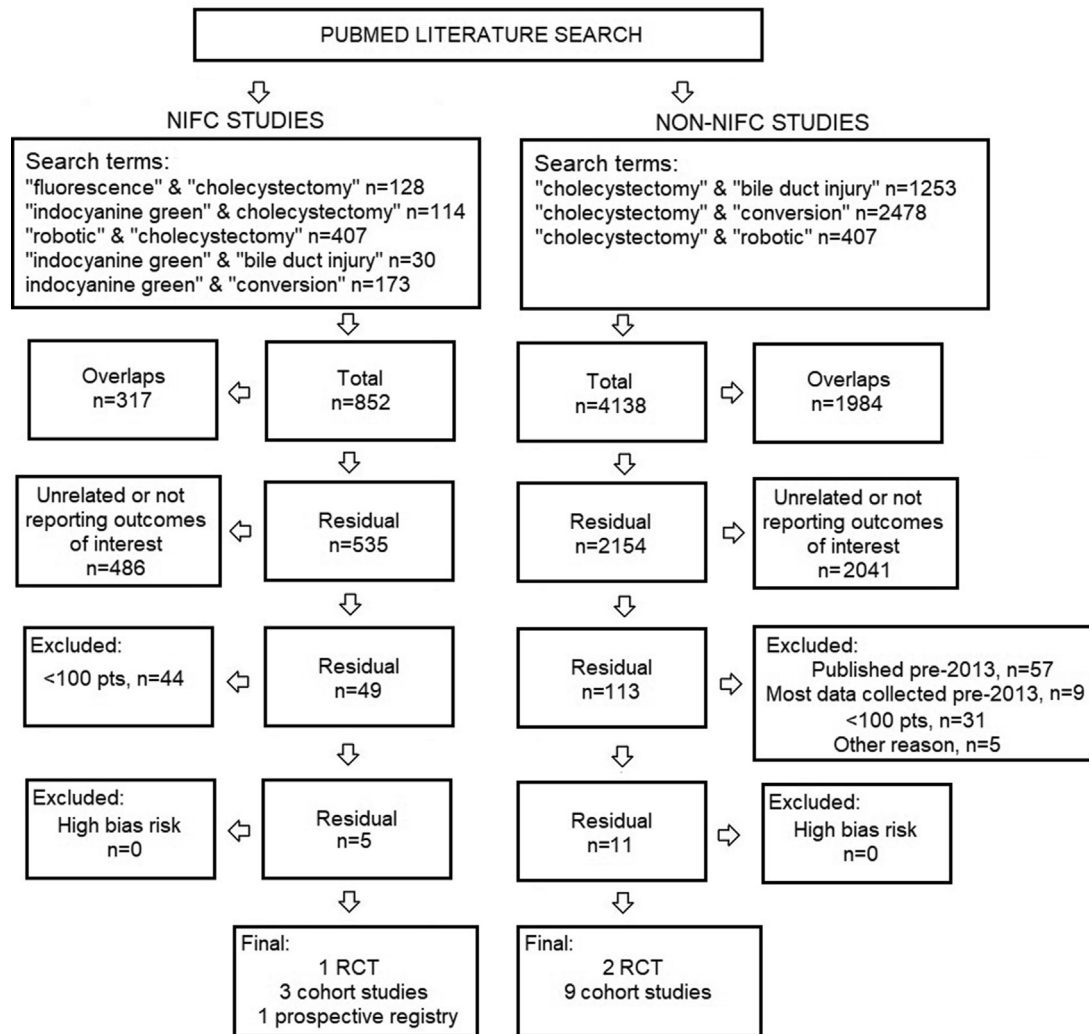 PUBMED LITERATURE SEARCH
NIFC STUDIES
Search terms:
"fluorescence" & "cholecystectomy" n=128
"indocyanine green" & cholecystectomy" n=114
"robotic" & "cholecystectomy" n=407
"indocyanine green" & "bile duct injury" n=30
indocyanine green" & "conversion" n=173
NON-NIFC STUDIES
Search terms:
"cholecystectomy" & "bile duct injury" n=1253
"cholecystectomy" & "conversion" n=2478
"cholecystectomy" & "robotic" n=407
Overlaps
n=317
Total
n=852
Total
n=4138
Overlaps
n=1984
Unrelated or not
reporting outcomes
of interest
n=486
Residual
n=535
Residual
n=2154
Unrelated or not
reporting outcomes
of interest
n=2041
Excluded:
<100 pts, n=44
Residual
n=49
Residual
n=113
Excluded:
Published pre-2013, n=57
Most data collected pre-2013, n=9
<100 pts, n=31
Other reason, n=5
Excluded:
High bias risk
n=0
Residual
n=5
Residual
n=11
Excluded:
High bias risk
n=0
Final:
1 RCT
3 cohort studies
1 prospective registry
Final:
2 RCT
9 cohort studies